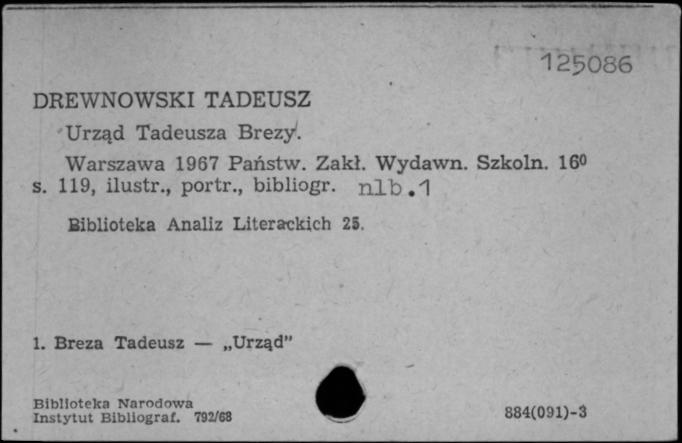 125086
DREWNOWSKI TADEUSZ
Urząd Tadeusza Brezy.
Warszawa 1967 Państw. Zakł. Wydawn. Szkoln. 16⁰
s. 119, ilustr., portr., bibliogr. nlb.1
Biblioteka Analiz Literackich 25.
1. Breza Tadeusz — „Urząd”
Biblioteka Narodowa
Instytut Bibliograf. 792/68
884(091)-3